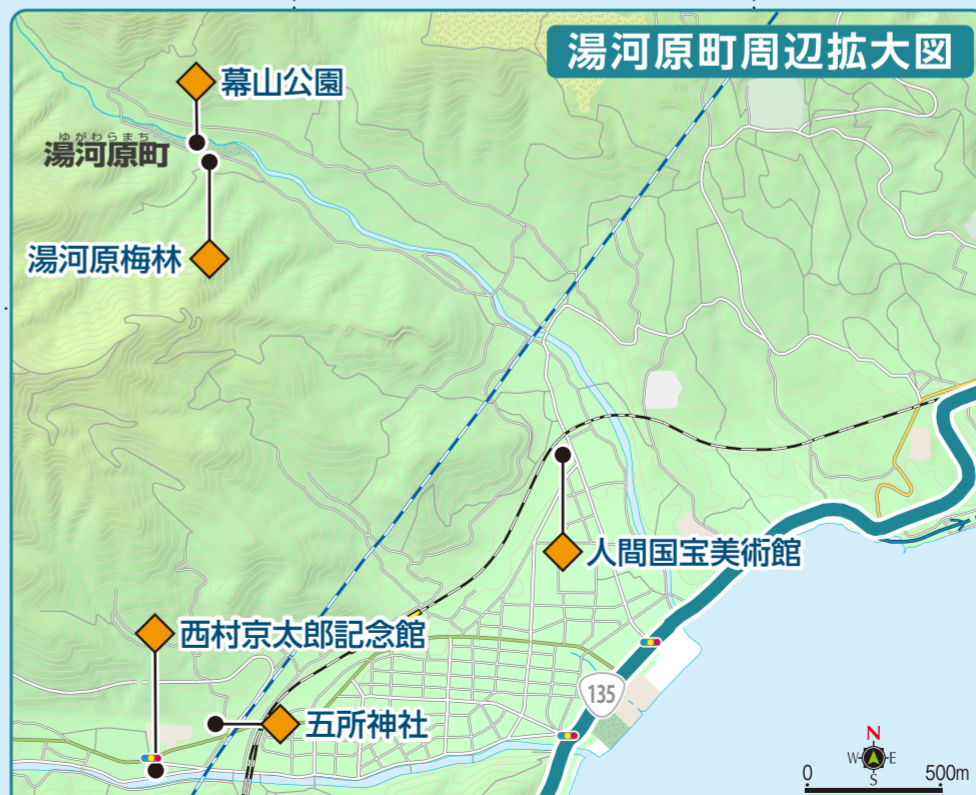 湯河原町周辺拡大図
幕山公園
ゆがわらまち
湯河原町
湯河原梅林
人間国宝美術館
西村京太郎記念館
135
五所神社
N
W E
S
0 500m